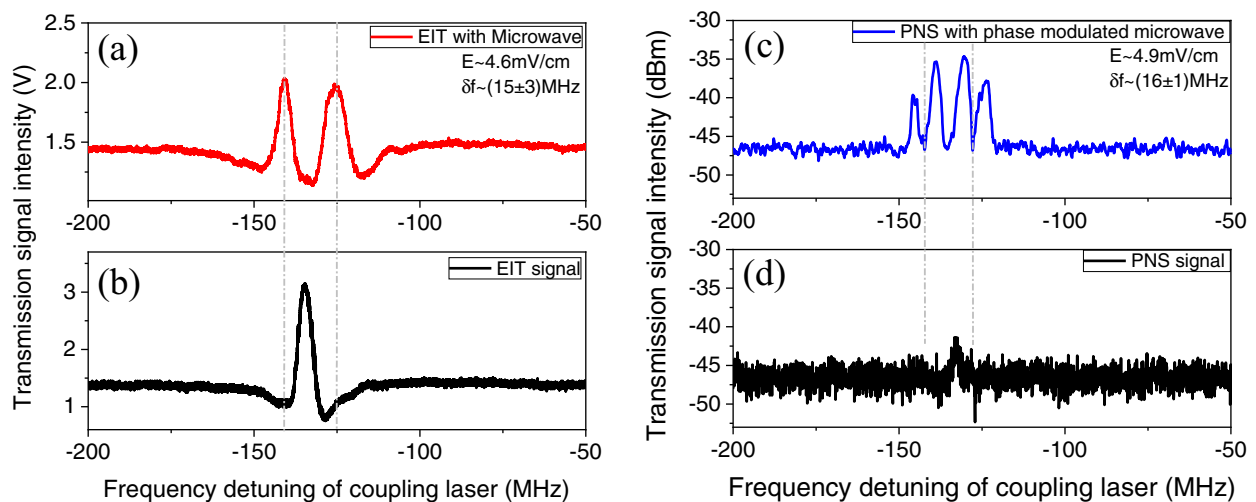 (a)
EIT with Microwave
E~4.6mV/cm
δf~(15±3)MHz
2.5
2.0
1.5
-200
-150
-100
-50
(b)
EIT signal
3
2
1
-200
-150
-100
-50
Transmission signal intensity (V)
Frequency detuning of coupling laser (MHz)
(c)
PNS with phase modulated microwave
E~4.9mV/cm
δf~(16±1)MHz
-30
-35
-40
-45
-50
-200
-150
-100
-50
(d)
PNS signal
-30
-35
-40
-45
-50
-200
-150
-100
-50
Transmission signal intensity (dBm)
Frequency detuning of coupling laser (MHz)